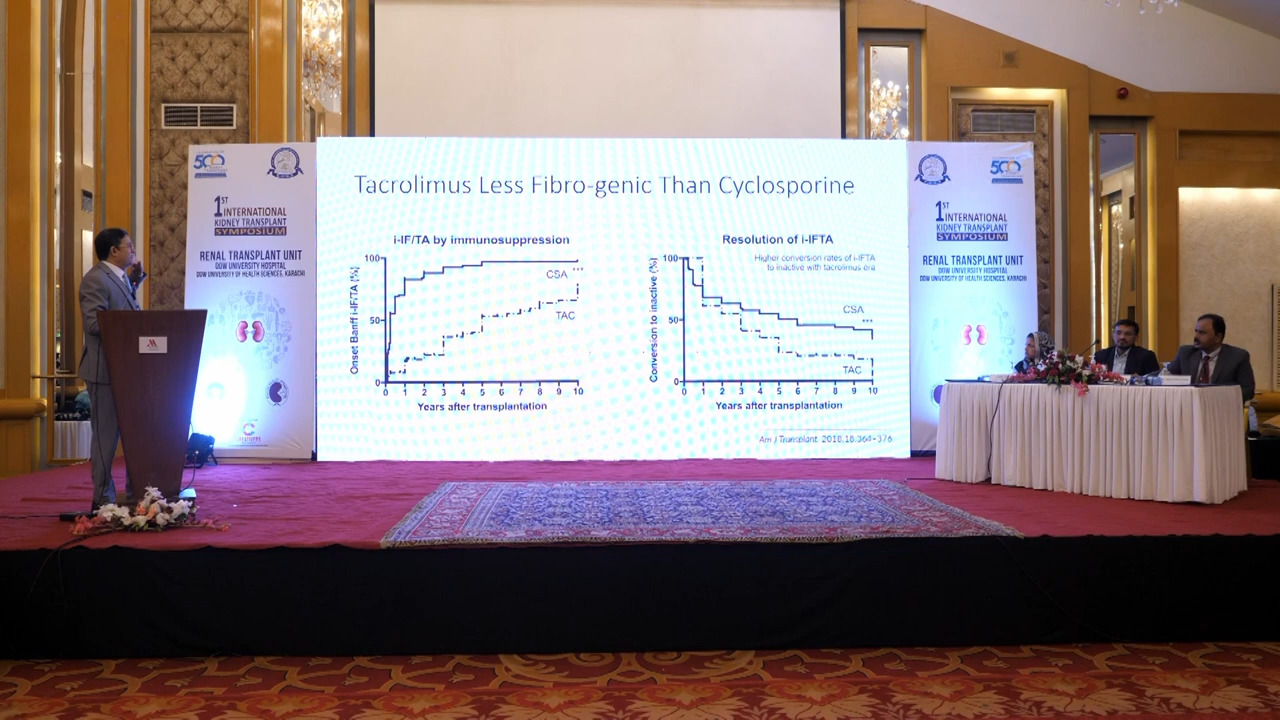 500
1ST
INTERNATIONAL
KIDNEY TRANSPLANT
SYMPOSIUM
RENAL TRANSPLANT UNIT
DOW UNIVERSITY HOSPITAL
DOW UNIVERSITY OF HEALTH SCIENCES, KARACHI
Tacrolimus Less Fibro-genic Than Cyclosporine
i-IF/TA by immunosuppression
Onset Banff i-IF/TA (%)
100
50
0
CSA ***
TAC
0 1 2 3 4 5 6 7 8 9 10
Years after transplantation
Resolution of i-IFTA
Higher conversion rates of i-IFTA
to inactive with tacrolimus era
Conversion to inactive (%)
100
50
0
CSA
***
TAC
0 1 2 3 4 5 6 7 8 9 10
Years after transplantation
Am J Transplant. 2018.18.364-376
500
1ST
INTERNATIONAL
KIDNEY TRANSPLANT
SYMPOSIUM
RENAL TRANSPLANT UNIT
DOW UNIVERSITY HOSPITAL
DOW UNIVERSITY OF HEALTH SCIENCES, KARACHI